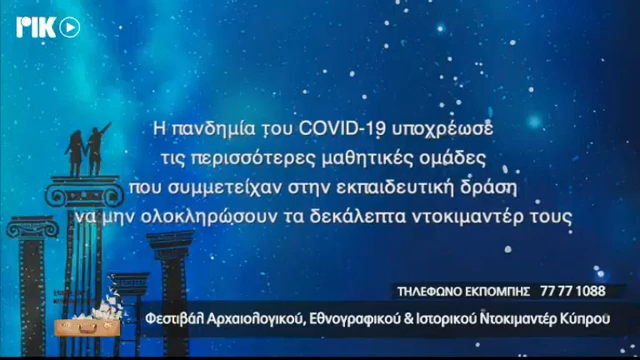 ΡΙΚ
Η πανδημία του COVID-19 υποχρέωσε
τις περισσότερες μαθητικές ομάδες
που συμμετείχαν στην εκπαιδευτική δράση
να μην ολοκληρώσουν τα δεκάλεπτα ντοκιμαντέρ τους
ΤΗΛΕΦΩΝΟ ΕΚΠΟΜΠΗΣ 77 77 1088
Φεστιβάλ Αρχαιολογικού, Εθνογραφικού & Ιστορικού Ντοκιμαντέρ Κύπρου